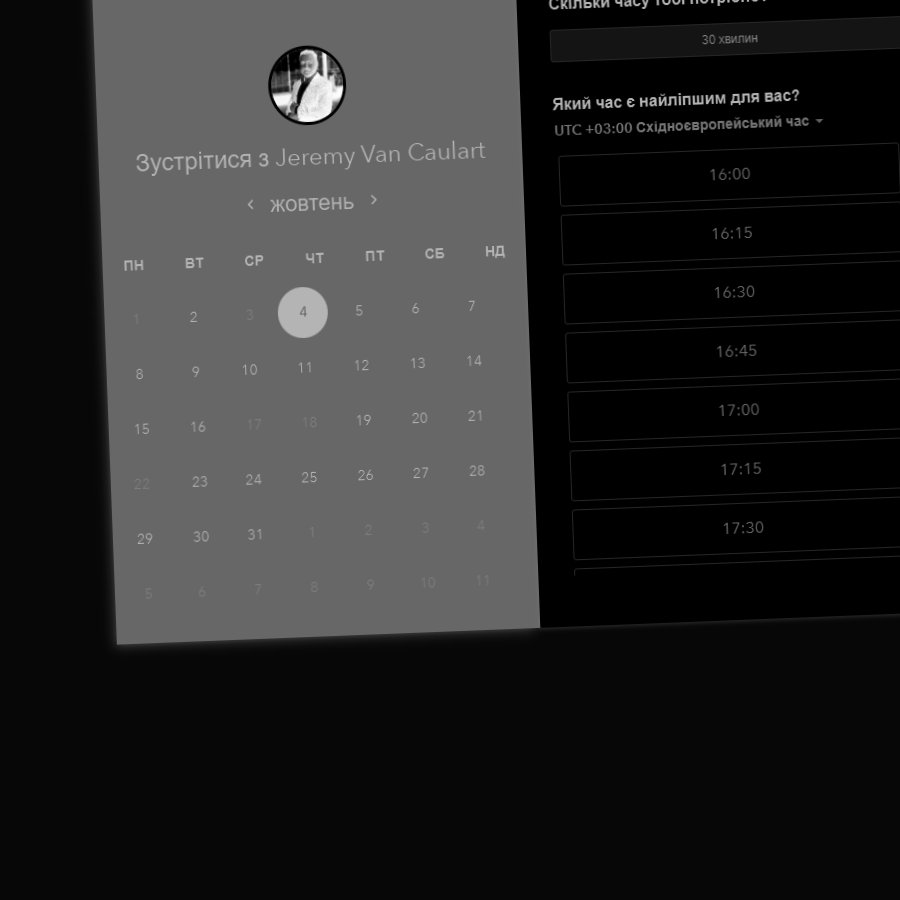 Скільки часу тобі потрібно?
30 хвилин
Зустрітися з Jeremy Van Caulart
жовтень
ПН ВТ СР ЧТ ПТ СБ НД
1 2 3 4 5 6 7
8 9 10 11 12 13 14
15 16 17 18 19 20 21
22 23 24 25 26 27 28
29 30 31 1 2 3 4
5 6 7 8 9 10 11
Який час є найліпшим для вас?
UTC +03:00 Східноєвропейський час
16:00
16:15
16:30
16:45
17:00
17:15
17:30